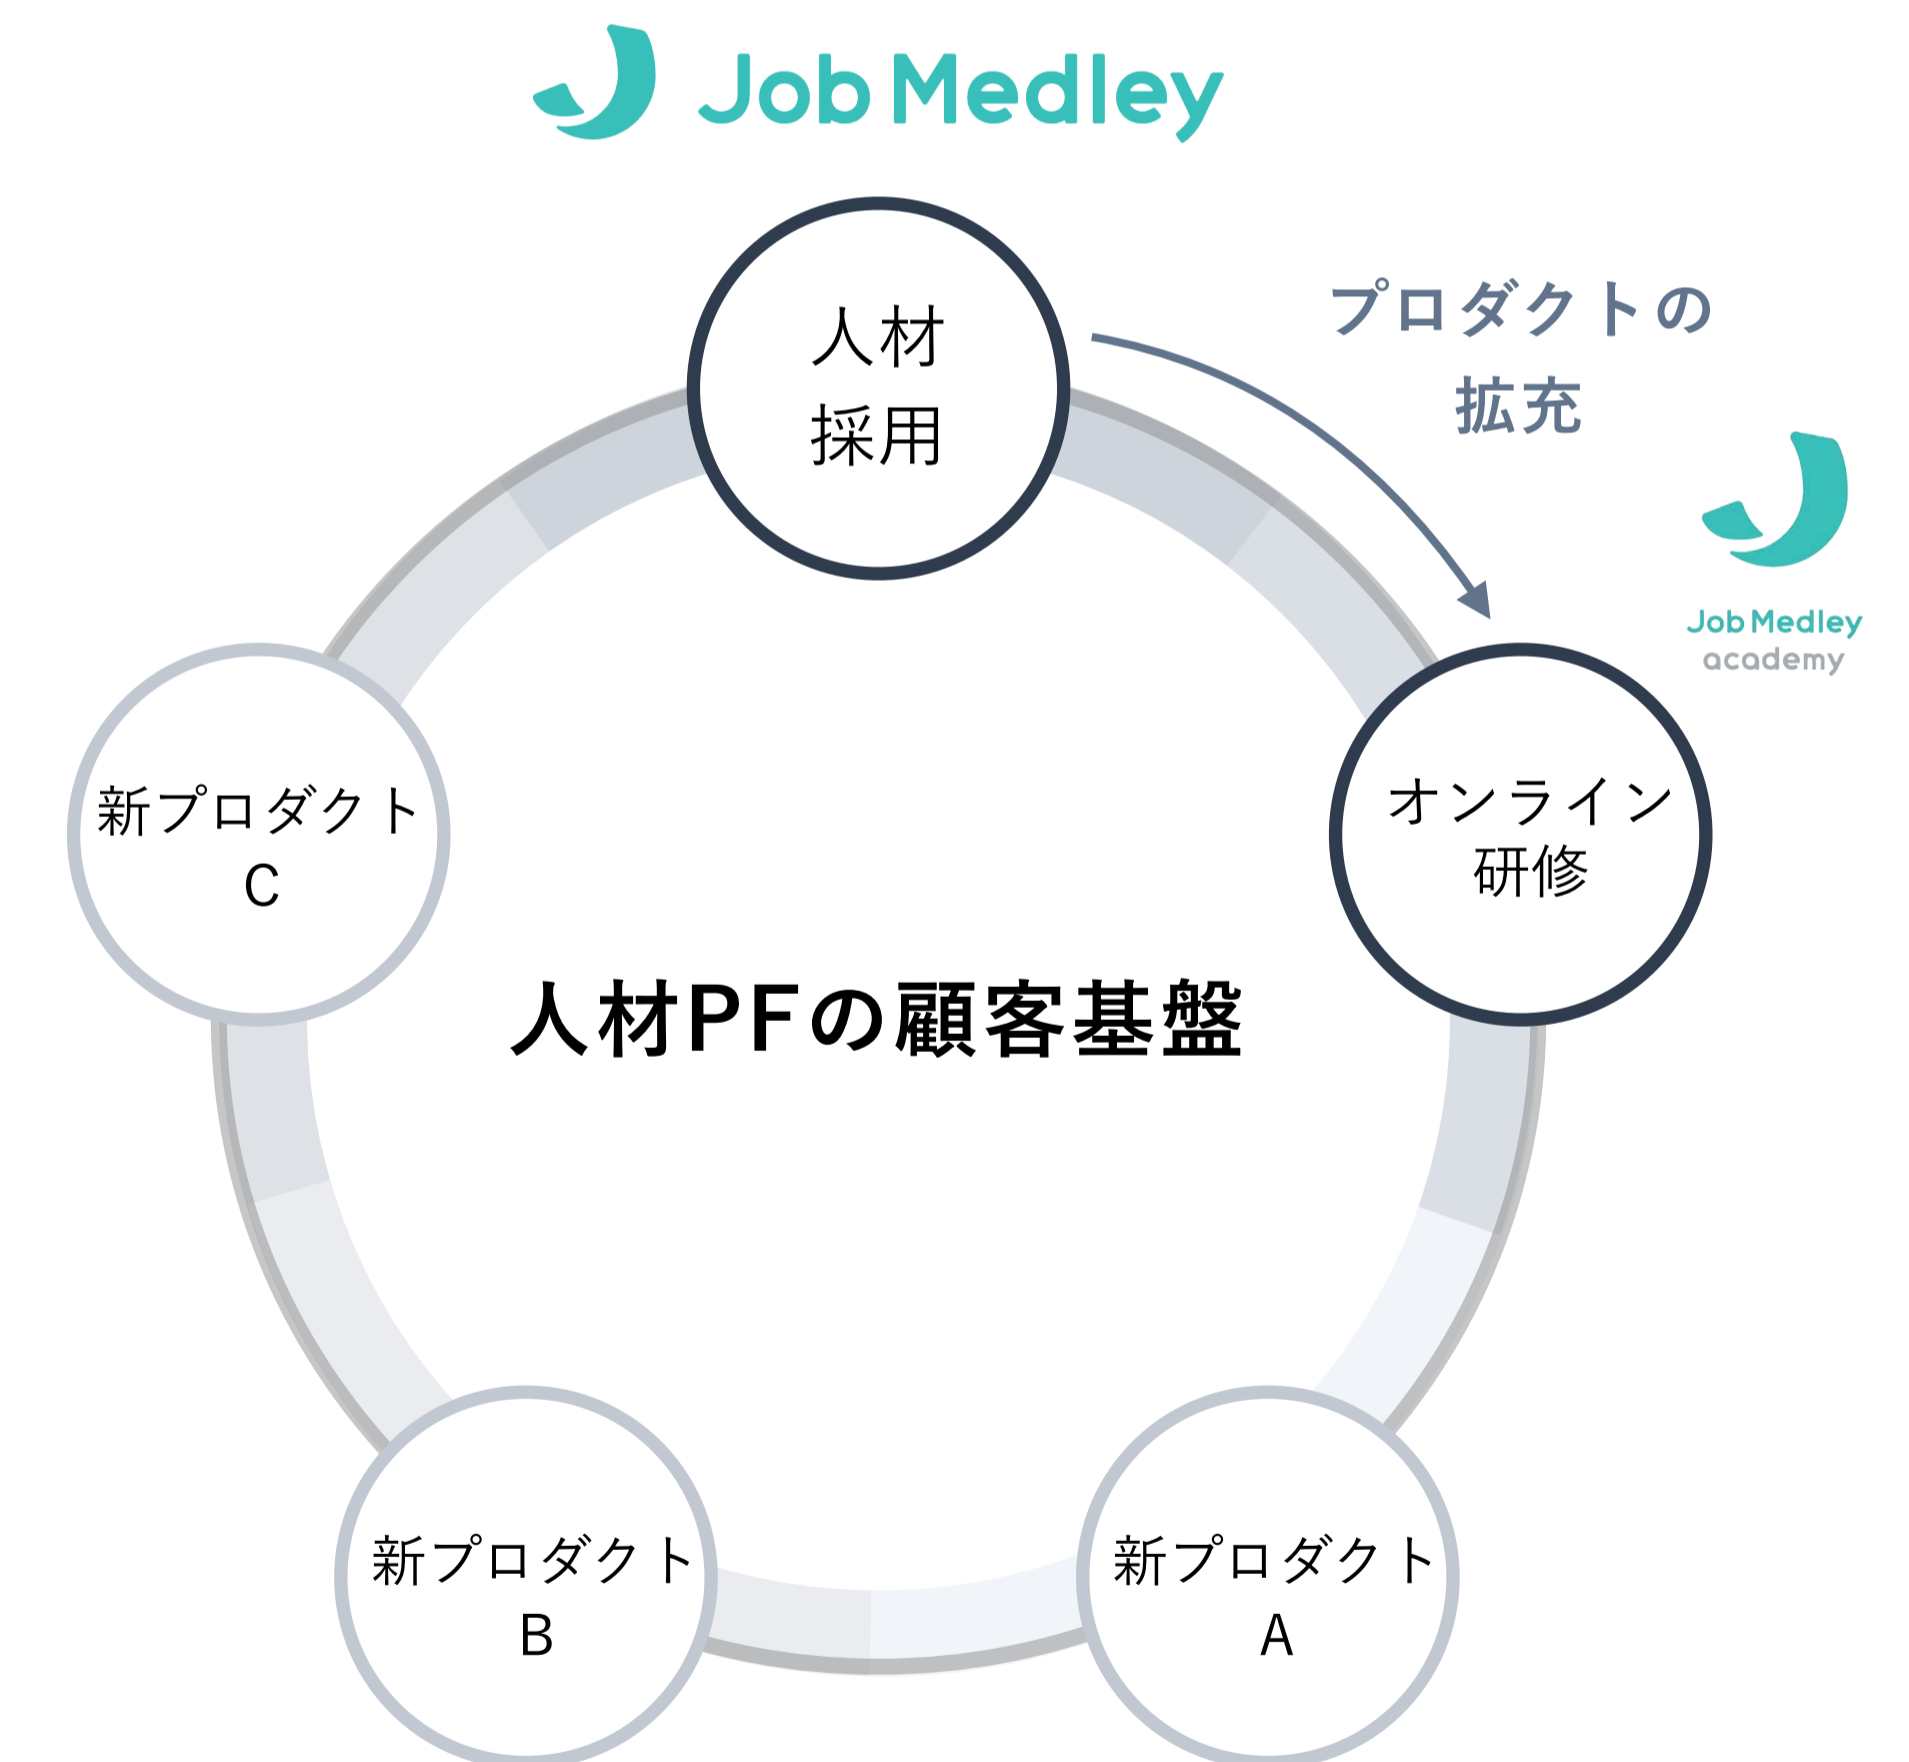 Job Medley
人材
採用
プロダクトの
拡充
Job Medley
academy
オンライン
研修
新プロダクト
C
人材PFの顧客基盤
新プロダクト
B
新プロダクト
A